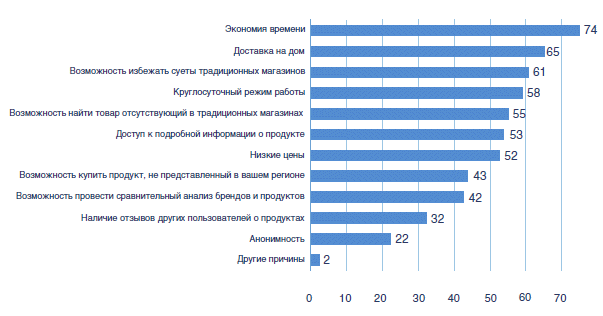 Экономия времени 74
Доставка на дом 65
Возможность избежать суеты традиционных магазинов 61
Круглосуточный режим работы 58
Возможность найти товар отсутствующий в традиционных магазинах 55
Доступ к подробной информации о продукте 53
Низкие цены 52
Возможность купить продукт, не представленный в вашем регионе 43
Возможность провести сравнительный анализ брендов и продуктов 42
Наличие отзывов других пользователей о продуктах 32
Анонимность 22
Другие причины 2
0 10 20 30 40 50 60 70